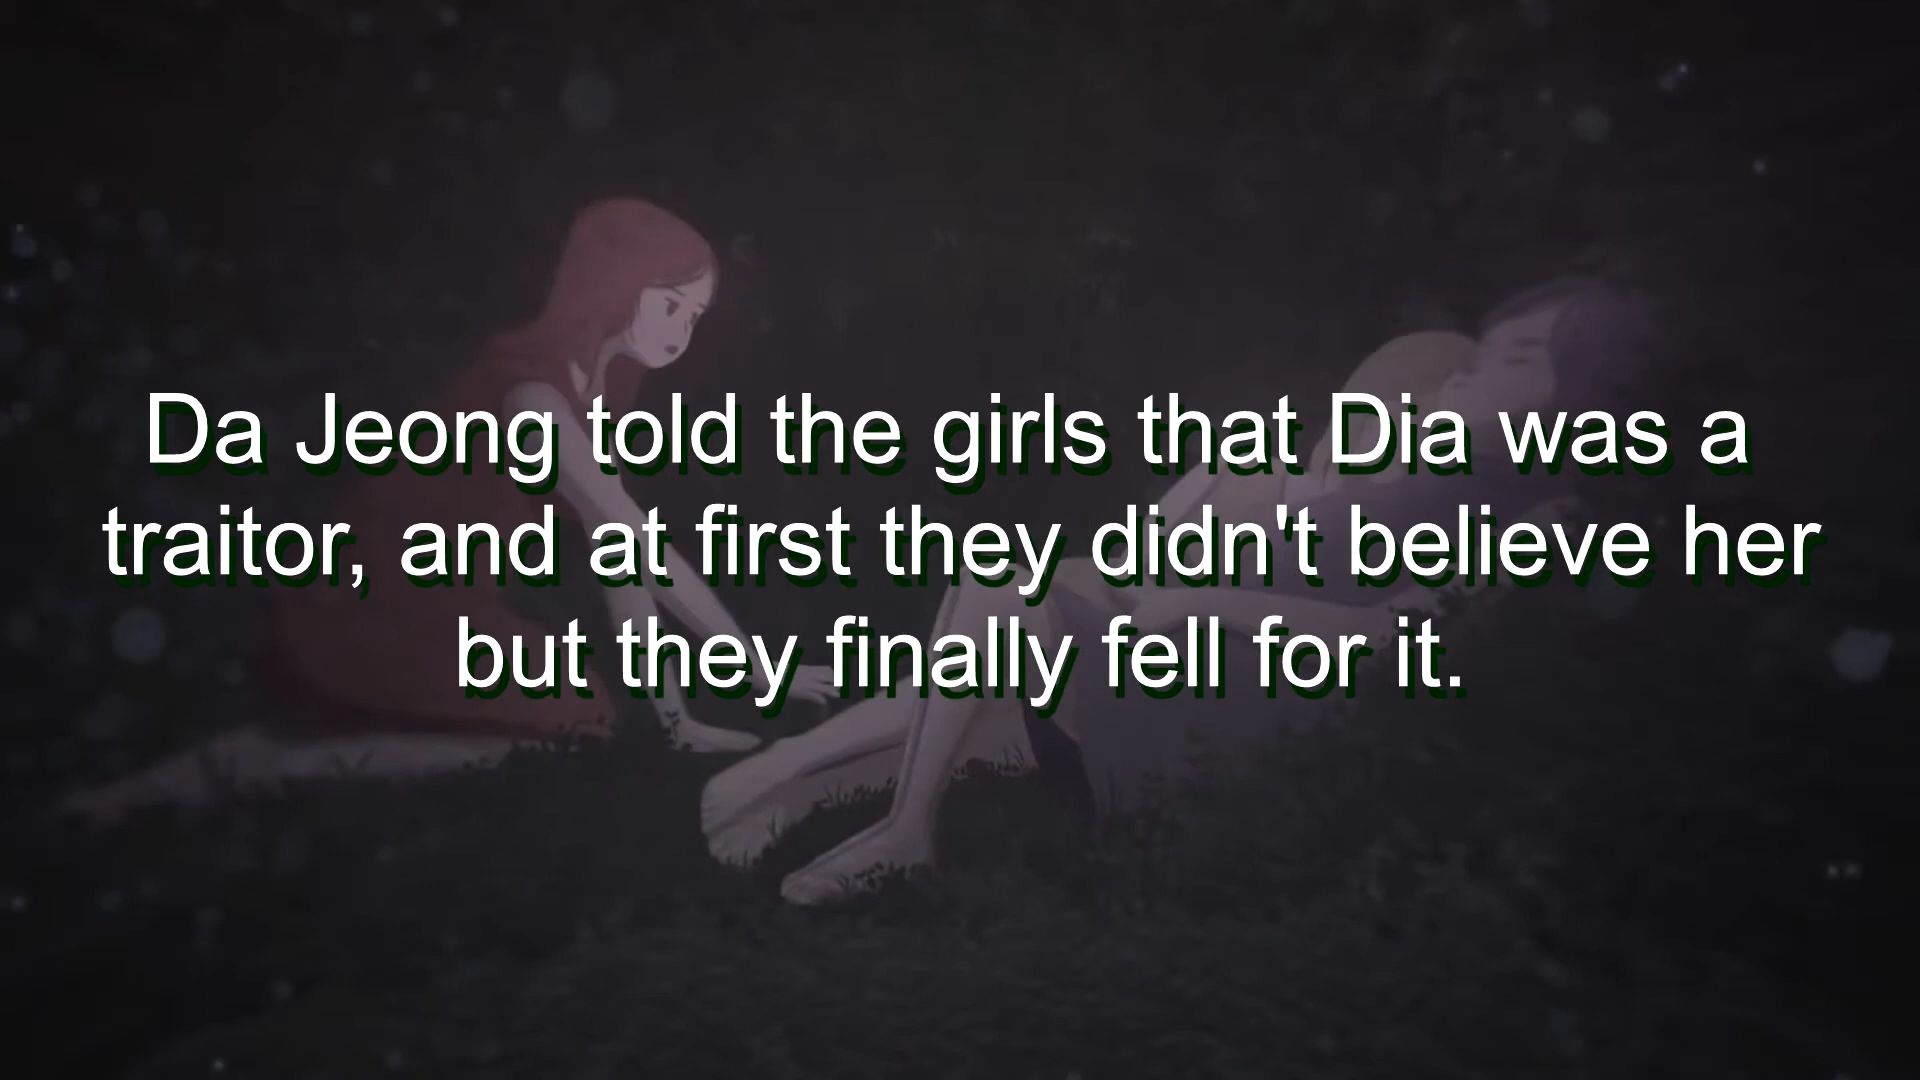 Da Jeong told the girls that Dia was a
traitor, and at first they didn't believe her
but they finally fell for it.